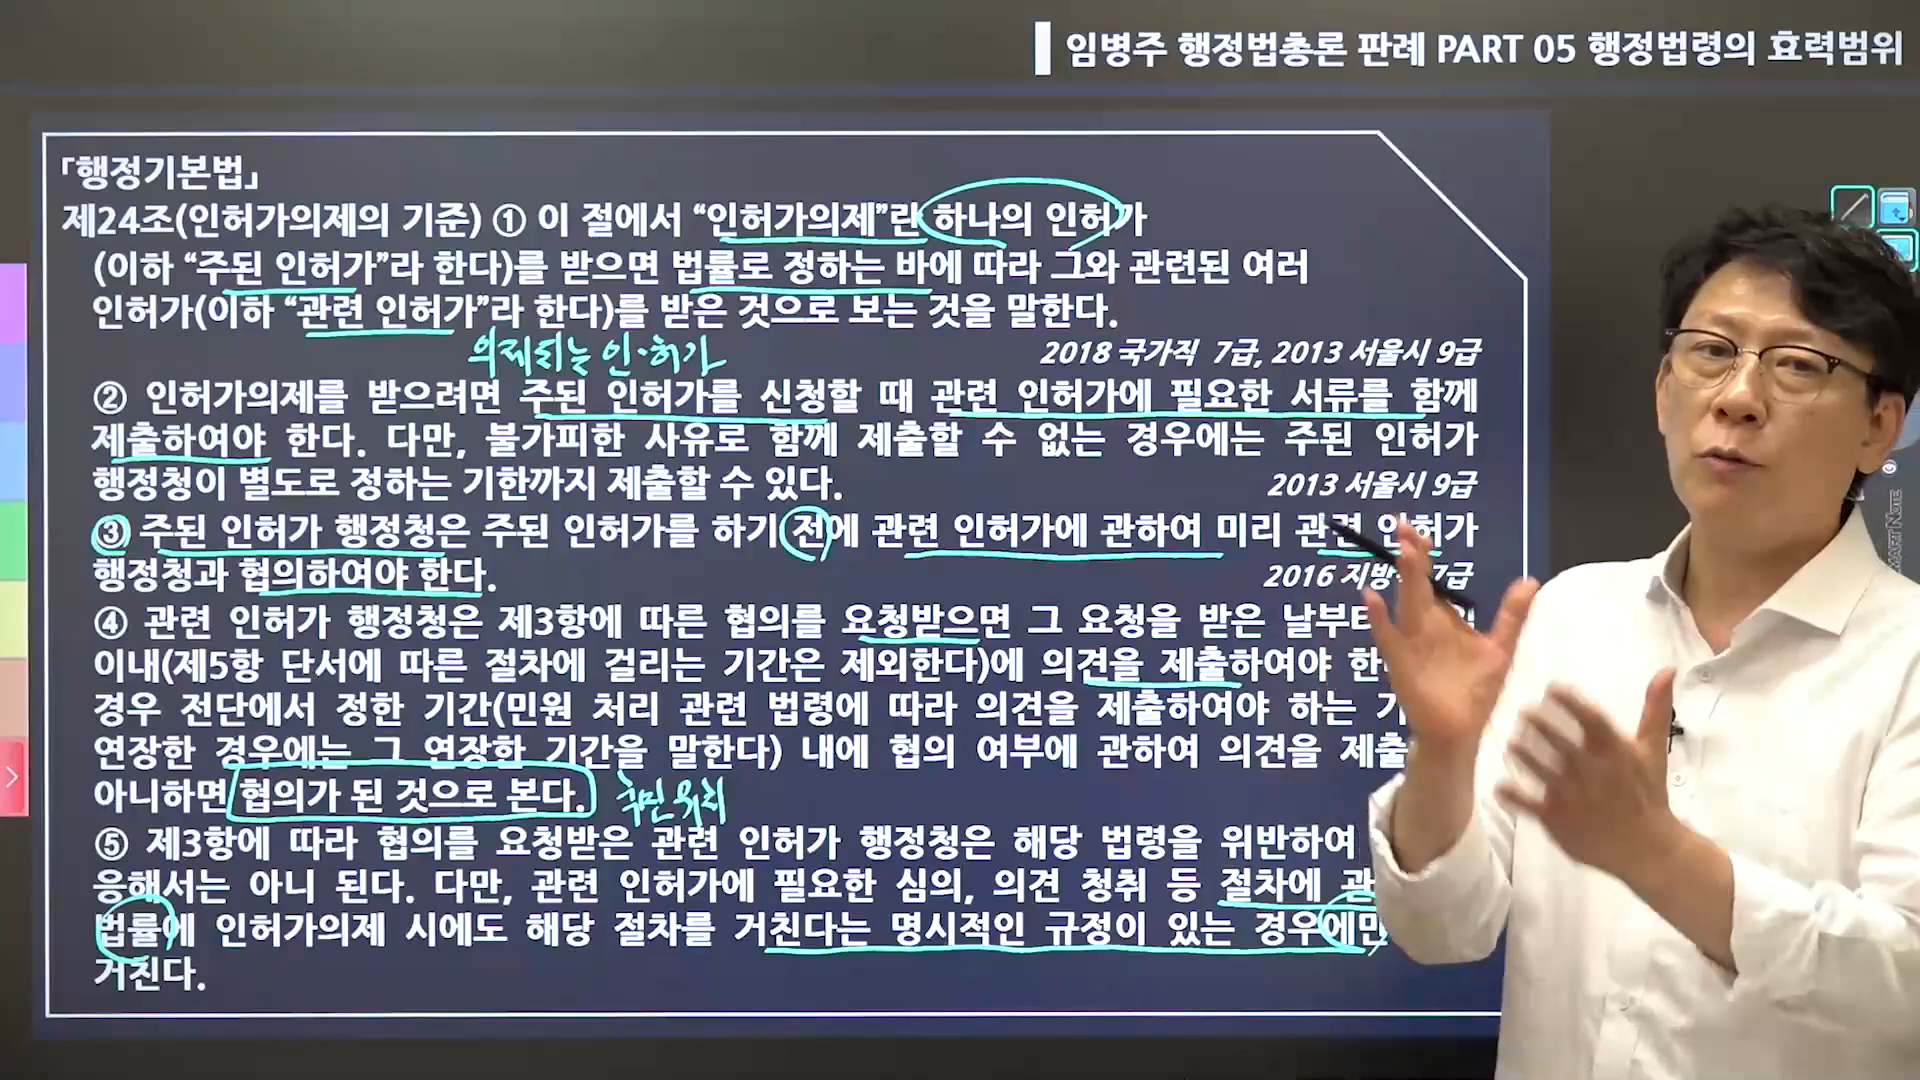 임병주 행정법총론 판례 PART 05 행정법령의 효력범위
「행정기본법」
제24조(인허가의제의 기준) ① 이 절에서 “인허가의제”란 하나의 인허가
(이하 “주된 인허가”라 한다)를 받으면 법률로 정하는 바에 따라 그와 관련된 여러
인허가(이하 “관련 인허가”라 한다)를 받은 것으로 보는 것을 말한다.
의제되는 인·허가
2018 국가직 7급, 2013 서울시 9급
② 인허가의제를 받으려면 주된 인허가를 신청할 때 관련 인허가에 필요한 서류를 함께
제출하여야 한다. 다만, 불가피한 사유로 함께 제출할 수 없는 경우에는 주된 인허가
행정청이 별도로 정하는 기한까지 제출할 수 있다.
2013 서울시 9급
③ 주된 인허가 행정청은 주된 인허가를 하기 전에 관련 인허가에 관하여 미리 관련 인허가
행정청과 협의하여야 한다.
2016 지방 7급
④ 관련 인허가 행정청은 제3항에 따른 협의를 요청받으면 그 요청을 받은 날부터
이내(제5항 단서에 따른 절차에 걸리는 기간은 제외한다)에 의견을 제출하여야
경우 전단에서 정한 기간(민원 처리 관련 법령에 따라 의견을 제출하여야 하는
연장한 경우에는 그 연장한 기간을 말한다) 내에 협의 여부에 관하여 의견을 제출
아니하면 협의가 된 것으로 본다.
⑤ 제3항에 따라 협의를 요청받은 관련 인허가 행정청은 해당 법령을 위반하여
응해서는 아니 된다. 다만, 관련 인허가에 필요한 심의, 의견 청취 등 절차에
법률에 인허가의제 시에도 해당 절차를 거친다는 명시적인 규정이 있는 경우에만
거친다.